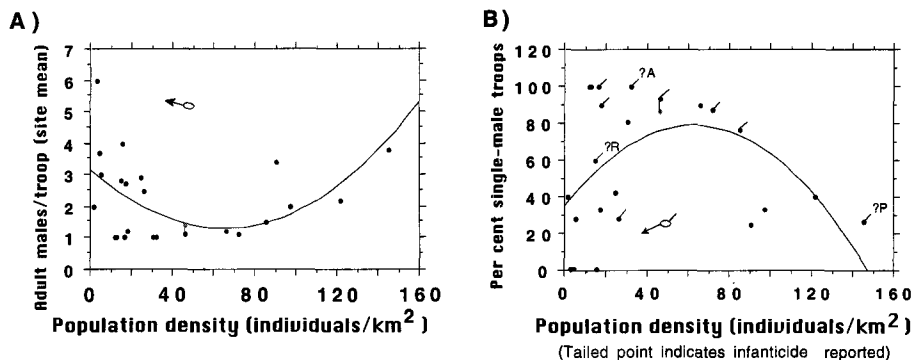 A)
Adult males/troop (site mean)
7
6
5
4
3
2
1
0
0 40 80 120 160
Population density (individuals/km²)
B)
Per cent single-male troops
120
100
80
60
40
20
0
?A
?R
?P
0 40 80 120 160
Population density (individuals/km²)
(Tailed point indicates infanticide reported)